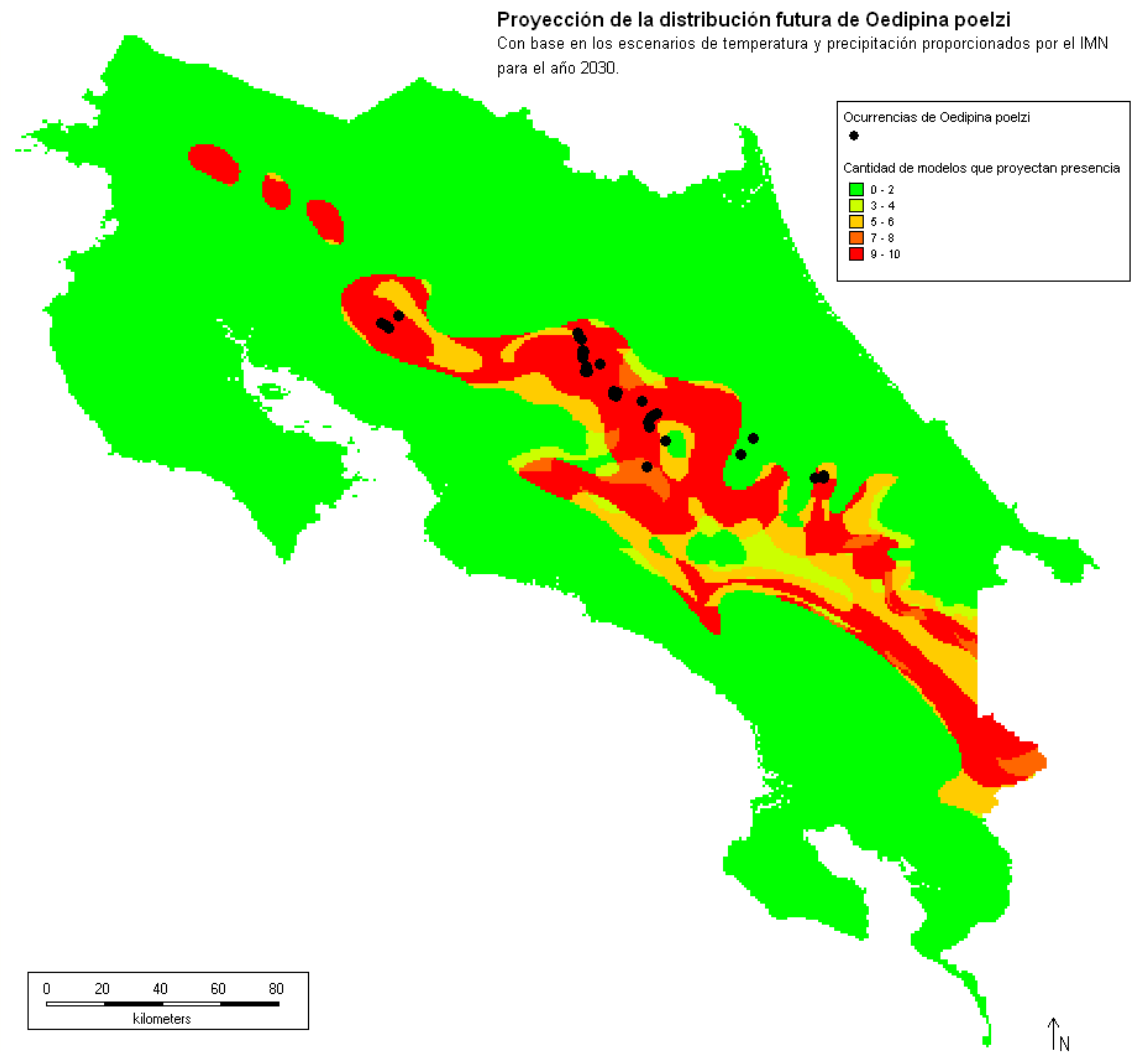 Proyección de la distribución futura de Oedipina poelzi
Con base en los escenarios de temperatura y precipitación proporcionados por el IMN
para el año 2030.
Ocurrencias de Oedipina poelzi
Cantidad de modelos que proyectan presencia
0 - 2
3 - 4
5 - 6
7 - 8
9 - 10
0 20 40 60 80
kilometers
N